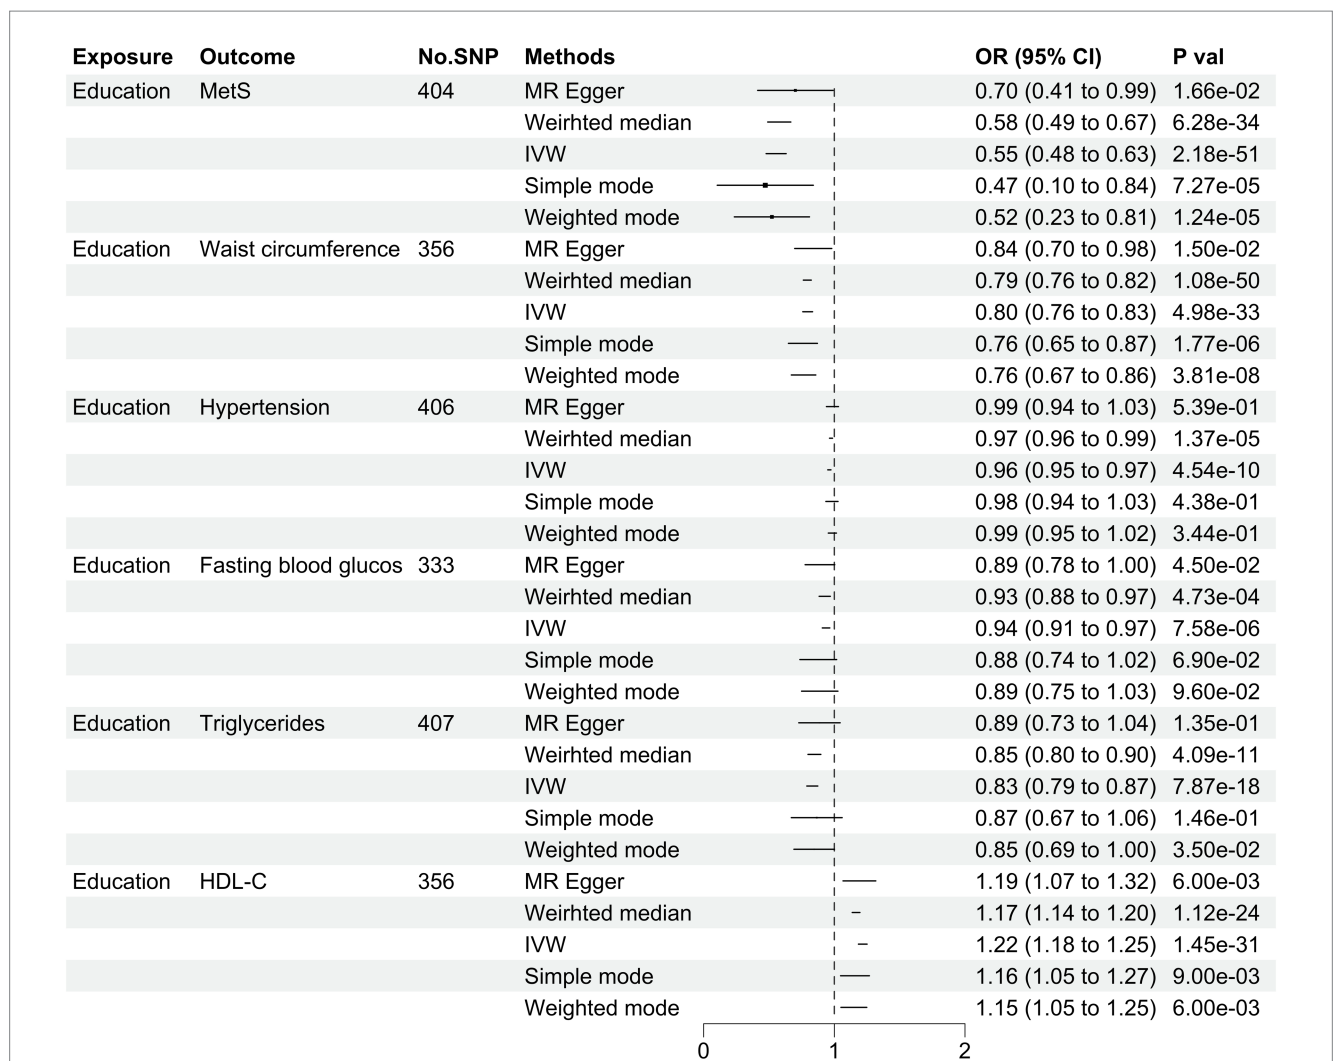 Exposure Outcome No.SNP Methods OR (95% CI) P val
Education MetS 404 MR Egger 0.70 (0.41 to 0.99) 1.66e-02
Weirhted median 0.58 (0.49 to 0.67) 6.28e-34
IVW 0.55 (0.48 to 0.63) 2.18e-51
Simple mode 0.47 (0.10 to 0.84) 7.27e-05
Weighted mode 0.52 (0.23 to 0.81) 1.24e-05
Education Waist circumference 356 MR Egger 0.84 (0.70 to 0.98) 1.50e-02
Weirhted median 0.79 (0.76 to 0.82) 1.08e-50
IVW 0.80 (0.76 to 0.83) 4.98e-33
Simple mode 0.76 (0.65 to 0.87) 1.77e-06
Weighted mode 0.76 (0.67 to 0.86) 3.81e-08
Education Hypertension 406 MR Egger 0.99 (0.94 to 1.03) 5.39e-01
Weirhted median 0.97 (0.96 to 0.99) 1.37e-05
IVW 0.96 (0.95 to 0.97) 4.54e-10
Simple mode 0.98 (0.94 to 1.03) 4.38e-01
Weighted mode 0.99 (0.95 to 1.02) 3.44e-01
Education Fasting blood glucos 333 MR Egger 0.89 (0.78 to 1.00) 4.50e-02
Weirhted median 0.93 (0.88 to 0.97) 4.73e-04
IVW 0.94 (0.91 to 0.97) 7.58e-06
Simple mode 0.88 (0.74 to 1.02) 6.90e-02
Weighted mode 0.89 (0.75 to 1.03) 9.60e-02
Education Triglycerides 407 MR Egger 0.89 (0.73 to 1.04) 1.35e-01
Weirhted median 0.85 (0.80 to 0.90) 4.09e-11
IVW 0.83 (0.79 to 0.87) 7.87e-18
Simple mode 0.87 (0.67 to 1.06) 1.46e-01
Weighted mode 0.85 (0.69 to 1.00) 3.50e-02
Education HDL-C 356 MR Egger 1.19 (1.07 to 1.32) 6.00e-03
Weirhted median 1.17 (1.14 to 1.20) 1.12e-24
IVW 1.22 (1.18 to 1.25) 1.45e-31
Simple mode 1.16 (1.05 to 1.27) 9.00e-03
Weighted mode 1.15 (1.05 to 1.25) 6.00e-03
0 1 2